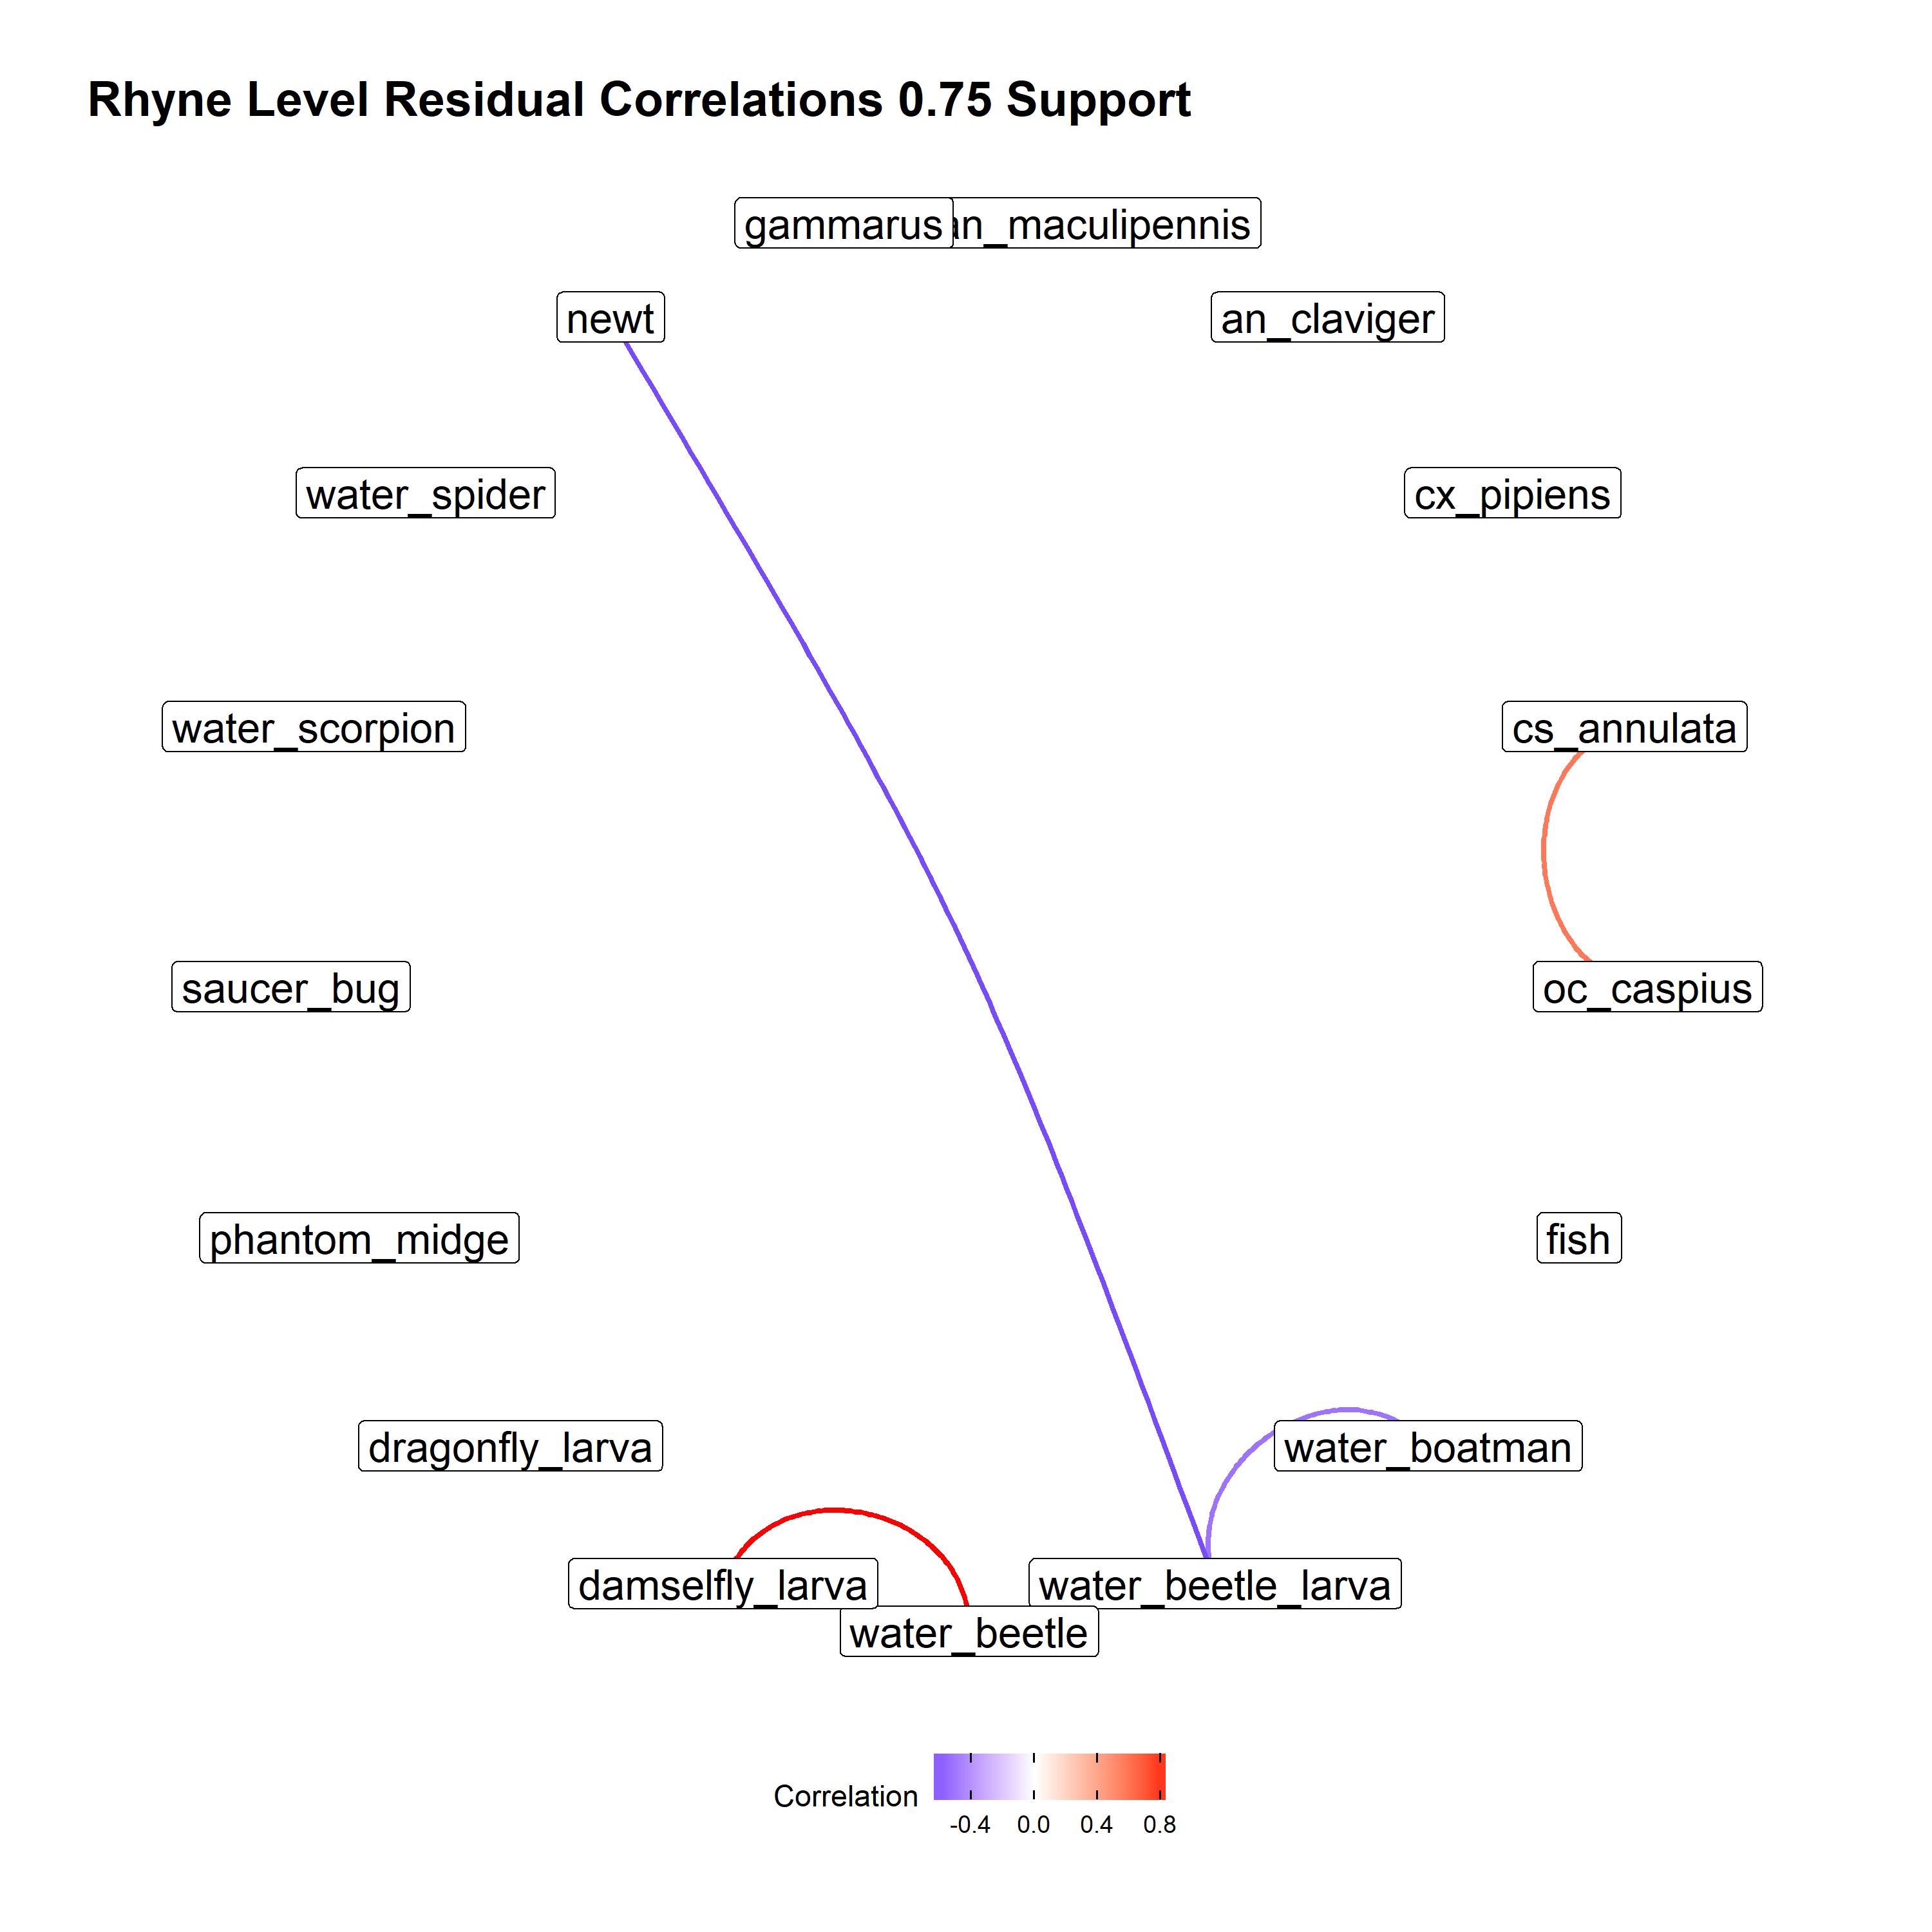 Rhyne Level Residual Correlations 0.75 Support
gammarus
an_maculipennis
newt
an_claviger
water_spider
cx_pipiens
water_scorpion
cs_annulata
saucer_bug
oc_caspius
phantom_midge
fish
dragonfly_larva
water_boatman
damselfly_larva
water_beetle_larva
water_beetle
Correlation
-0.4 0.0 0.4 0.8